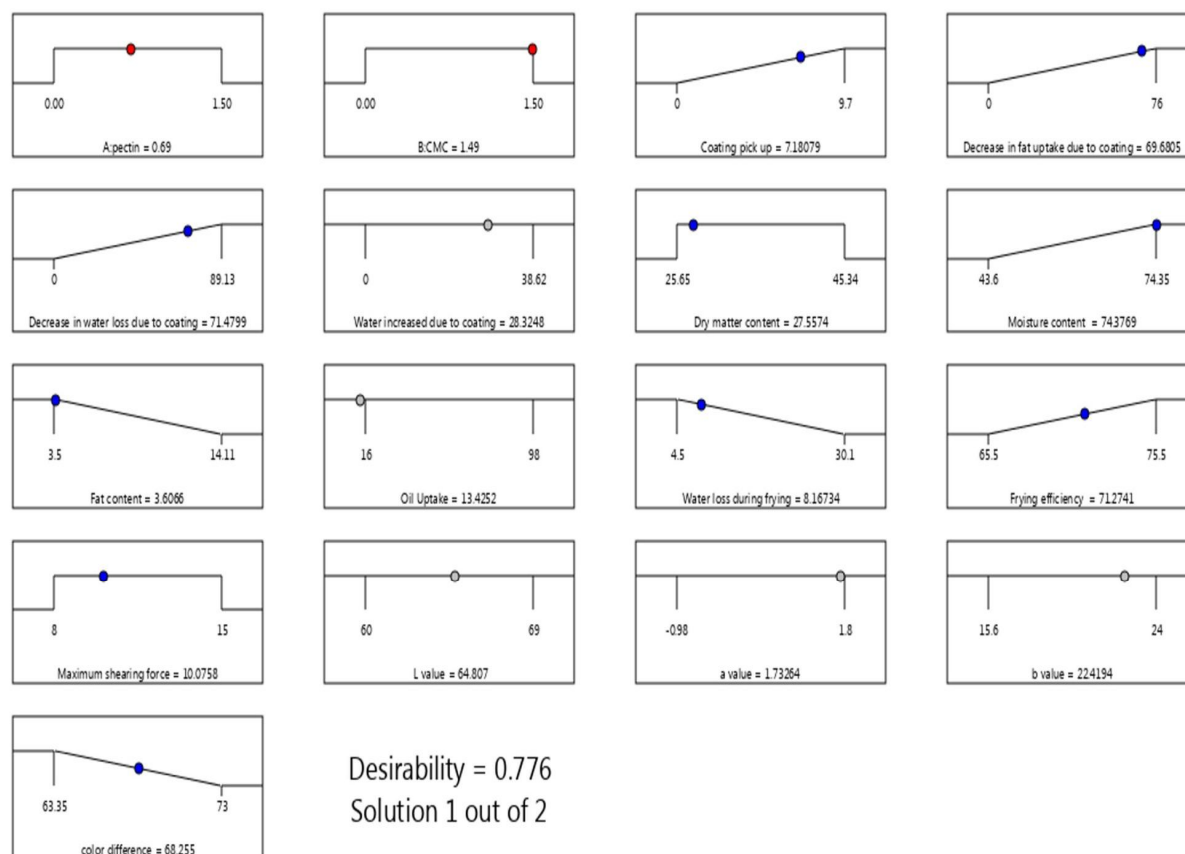 0.00 1.50
A:pectin = 0.69
0.00 1.50
B:CMC = 1.49
0 9.7
Coating pick up = 7.18079
0 76
Decrease in fat uptake due to coating = 69.6805
0 89.13
Decrease in water loss due to coating = 71.4799
0 38.62
Water increased due to coating = 28.3248
25.65 45.34
Dry matter content = 27.5574
43.6 74.35
Moisture content = 74.3769
3.5 14.11
Fat content = 3.6066
16 98
Oil Uptake = 13.4252
4.5 30.1
Water loss during frying = 8.16734
65.5 75.5
Frying efficiency = 71.2741
8 15
Maximum shearing force = 10.0758
60 69
L value = 64.807
-0.98 1.8
a value = 1.73264
15.6 24
b value = 22.4194
63.35 73
color difference = 68.255
Desirability = 0.776
Solution 1 out of 2